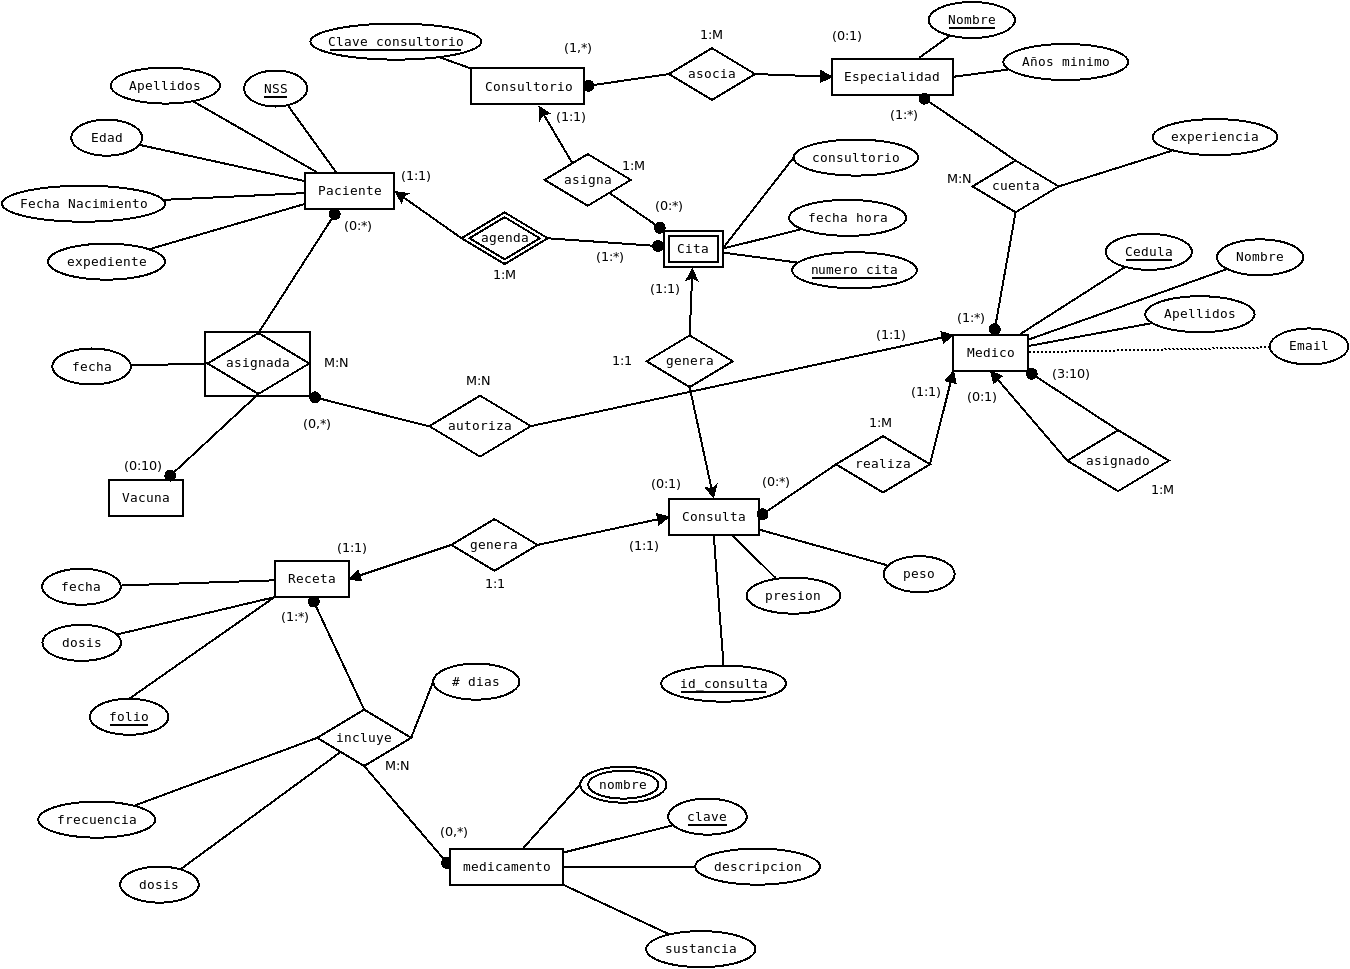 Nombre
Clave consultorio
1:M
(0:1)
(1,*)
Años minimo
asocia
Especialidad
Apellidos
NSS
Consultorio
(1:1)
(1:*)
Edad
experiencia
consultorio
1:M
asigna
M:N
cuenta
(1:1)
Paciente
Fecha Nacimiento
(0:*)
fecha hora
(0:*)
agenda
Cita
(1:*)
expediente
1:M
numero cita
Cedula
Nombre
(1:1)
Apellidos
(1:*)
(1:1)
Email
Medico
fecha
asignada
M:N
1:1
genera
(3:10)
M:N
(1:1)
(0:1)
(0,*)
autoriza
1:M
(0:10)
realiza
asignado
(0:1)
(0:*)
1:M
Vacuna
Consulta
(1:1)
genera
(1:1)
Receta
1:1
peso
fecha
presion
(1:*)
dosis
# dias
id_consulta
folio
incluye
M:N
nombre
frecuencia
(0,*)
clave
medicamento
descripcion
dosis
sustancia